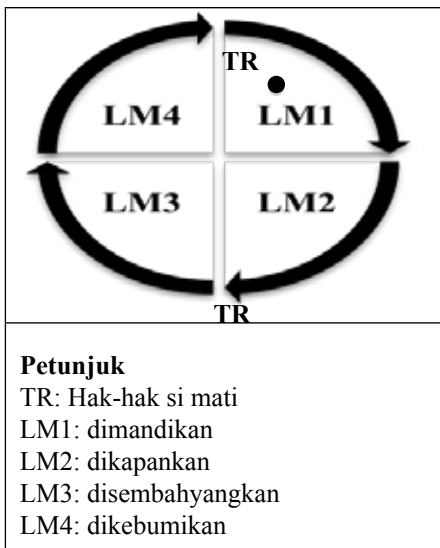 TR
LM4 LM1
LM3 LM2
TR
Petunjuk
TR: Hak-hak si mati
LM1: dimandikan
LM2: dikapankan
LM3: disembahyangkan
LM4: dikebumikan